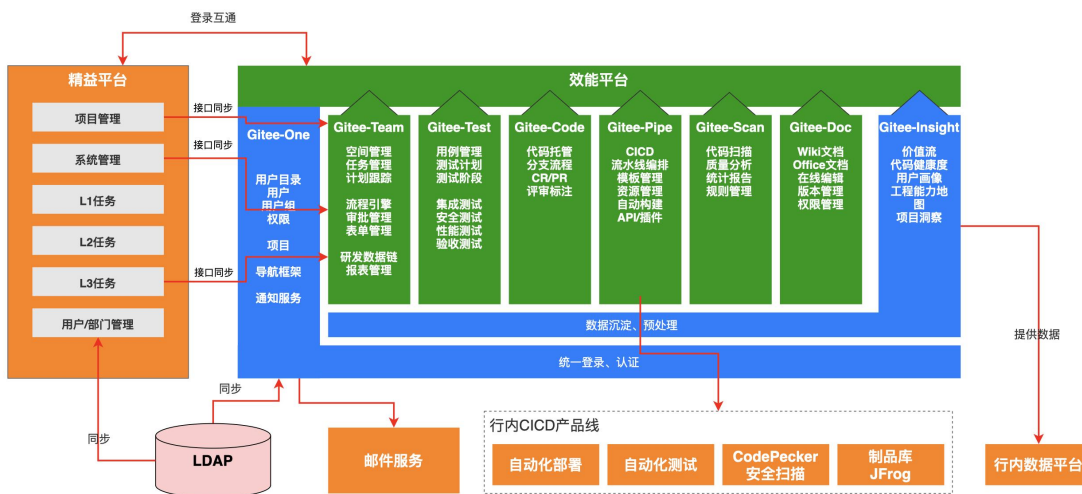 登录互通
精益平台
项目管理
系统管理
L1任务
L2任务
L3任务
用户/部门管理
接口同步
接口同步
接口同步
效能平台
Gitee-One
用户目录
用户
用户组
权限
项目
导航框架
通知服务
Gitee-Team
空间管理
任务管理
计划跟踪
流程引擎
审批管理
表单管理
研发数据链
报表管理
Gitee-Test
用例管理
测试计划
测试阶段
集成测试
安全测试
性能测试
验收测试
Gitee-Code
代码托管
分支流程
CR/PR
评审标注
Gitee-Pipe
CICD
流水线编排
模板管理
资源管理
自动构建
API/插件
Gitee-Scan
代码扫描
质量分析
统计报告
规则管理
Gitee-Doc
Wiki文档
Office文档
在线编辑
版本管理
权限管理
Gitee-Insight
价值流
代码健康度
用户画像
工程能力地
图
项目洞察
数据沉淀、预处理
统一登录、认证
提供数据
同步
同步
LDAP
邮件服务
行内CICD产品线
自动化部署
自动化测试
CodePecker
安全扫描
制品库
JFrog
行内数据平台